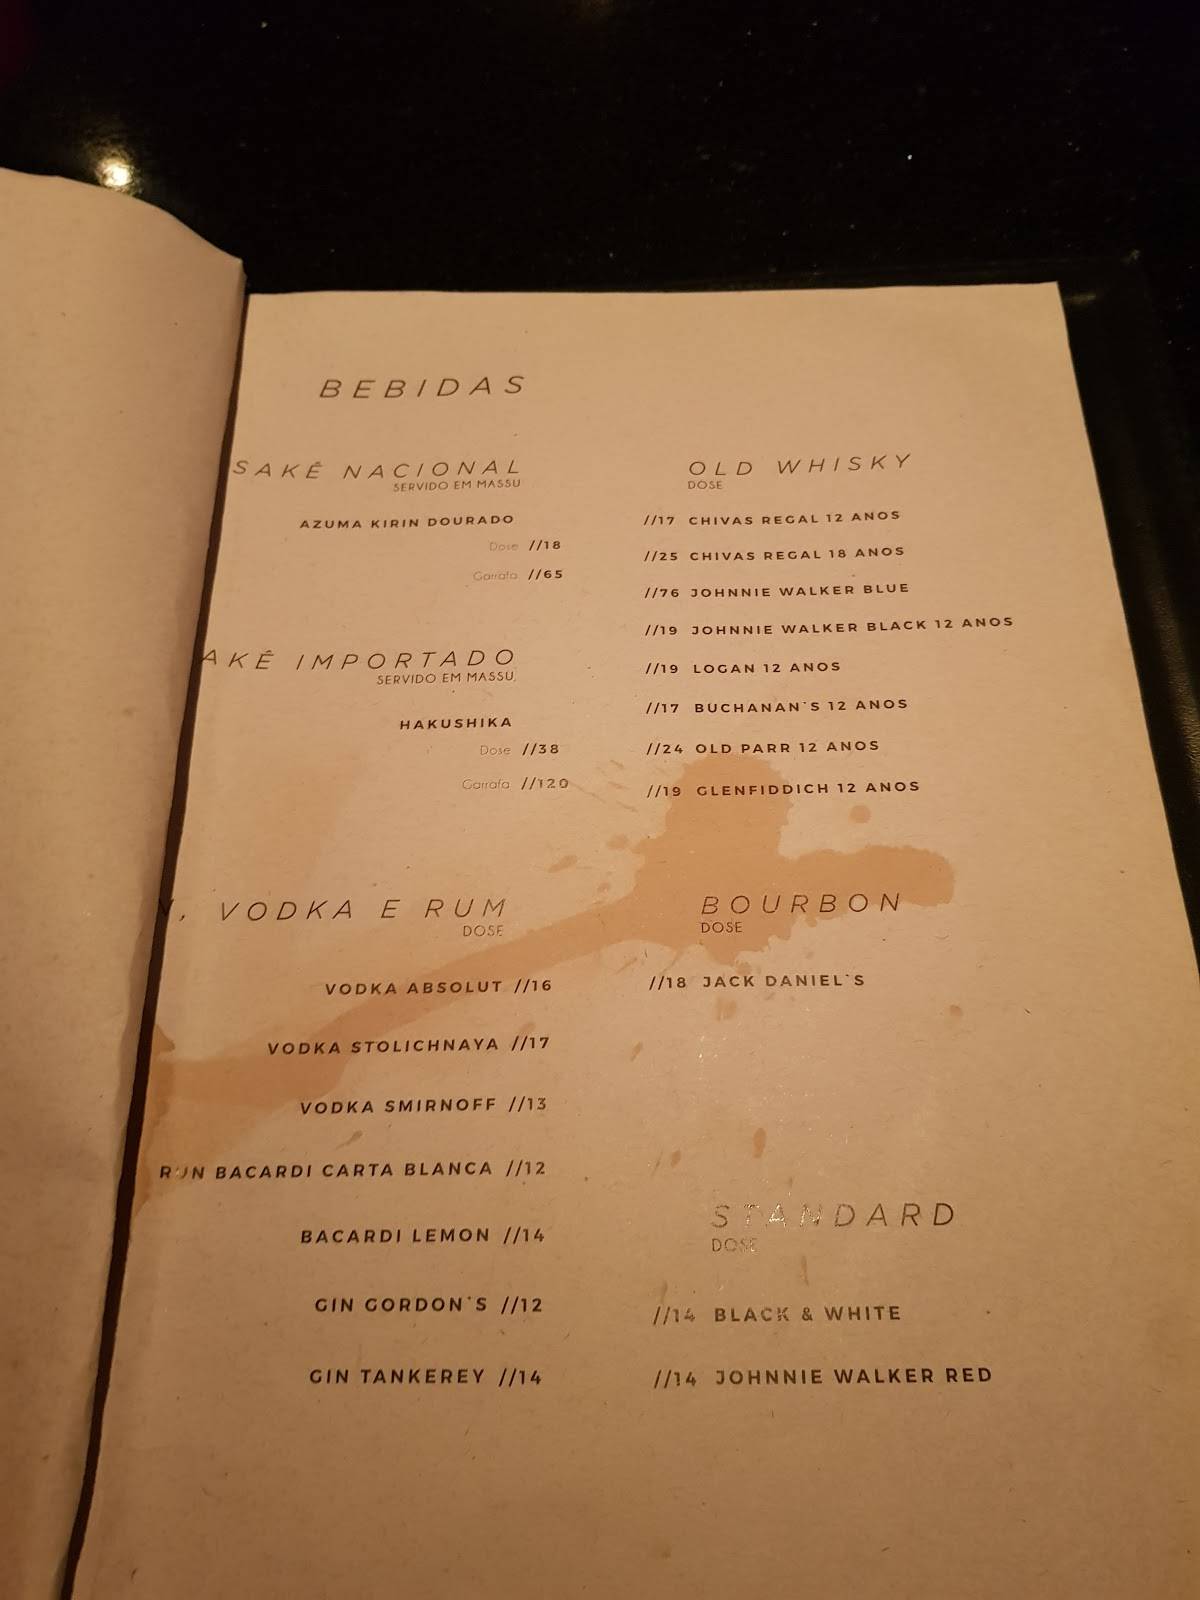 BEBIDAS
SAKÊ NACIONAL
SERVIDO EM MASSU
AZUMA KIRIN DOURADO
Dose //18
Garrafa //65
AKÊ IMPORTADO
SERVIDO EM MASSU
HAKUSHIKA
Dose //38
Garrafa //120
, VODKA E RUM
DOSE
VODKA ABSOLUT //16
VODKA STOLICHNAYA //17
VODKA SMIRNOFF //13
RUN BACARDI CARTA BLANCA //12
BACARDI LEMON //14
GIN GORDON´S //12
GIN TANKEREY //14
OLD WHISKY
DOSE
//17 CHIVAS REGAL 12 ANOS
//25 CHIVAS REGAL 18 ANOS
//76 JOHNNIE WALKER BLUE
//19 JOHNNIE WALKER BLACK 12 ANOS
//19 LOGAN 12 ANOS
//17 BUCHANAN´S 12 ANOS
//24 OLD PARR 12 ANOS
//19 GLENFIDDICH 12 ANOS
BOURBON
DOSE
//18 JACK DANIEL´S
STANDARD
DOSE
//14 BLACK & WHITE
//14 JOHNNIE WALKER RED